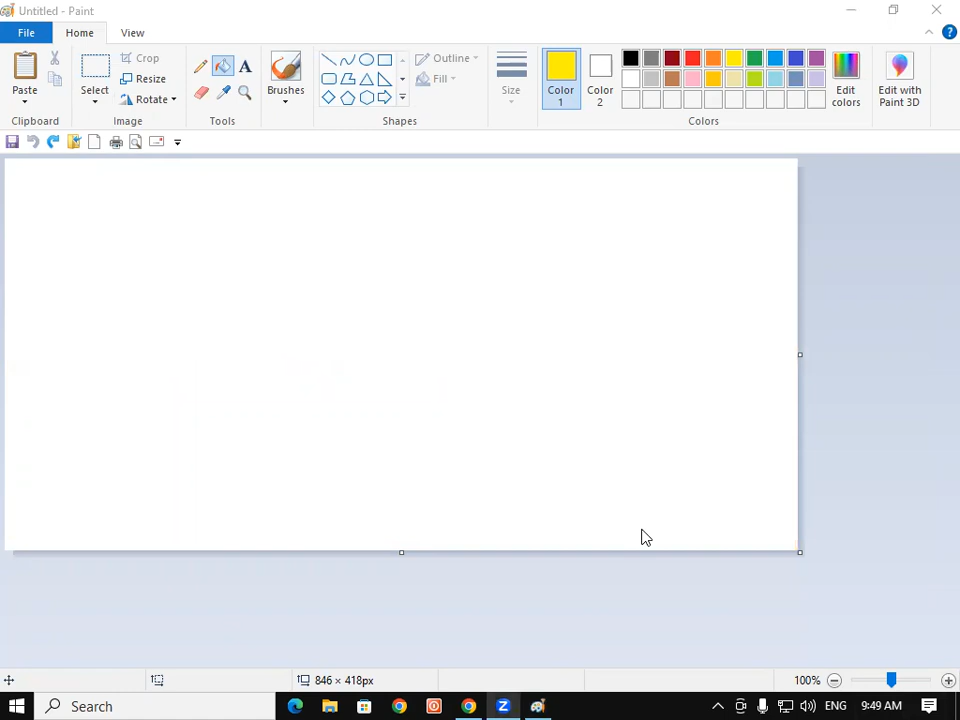 Untitled - Paint
File
Home
View
Paste
Clipboard
Select
Crop
Resize
Rotate
Image
A
Tools
Brushes
Shapes
Outline
Fill
Size
Color 1
Color 2
Colors
Edit colors
Edit with Paint 3D
846 × 418px
100%
Search
ENG
9:49 AM